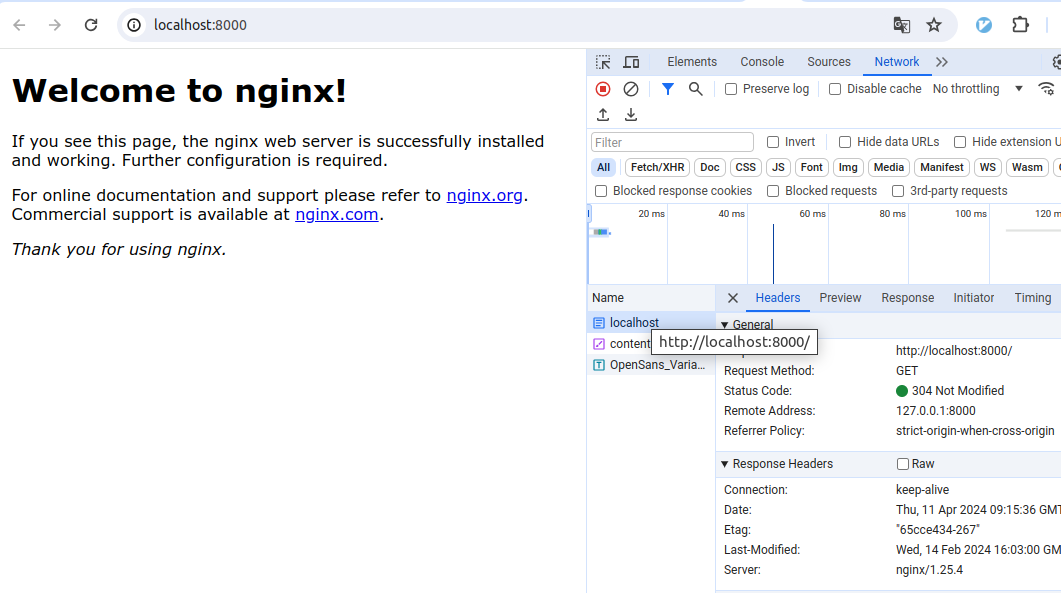 localhost:8000
Welcome to nginx!
If you see this page, the nginx web server is successfully installed
and working. Further configuration is required.
For online documentation and support please refer to nginx.org.
Commercial support is available at nginx.com.
Thank you for using nginx.
Elements Console Sources Network
Preserve log Disable cache No throttling
Filter Invert Hide data URLs Hide extension U
All Fetch/XHR Doc CSS JS Font Img Media Manifest WS Wasm
Blocked response cookies Blocked requests 3rd-party requests
20 ms 40 ms 60 ms 80 ms 100 ms 120 m
Name Headers Preview Response Initiator Timing
localhost
content
OpenSans_Varia...
http://localhost:8000/
General
http://localhost:8000/
Request Method: GET
Status Code: 304 Not Modified
Remote Address: 127.0.0.1:8000
Referrer Policy: strict-origin-when-cross-origin
Response Headers Raw
Connection: keep-alive
Date: Thu, 11 Apr 2024 09:15:36 GMT
Etag: "65cce434-267"
Last-Modified: Wed, 14 Feb 2024 16:03:00 GM
Server: nginx/1.25.4